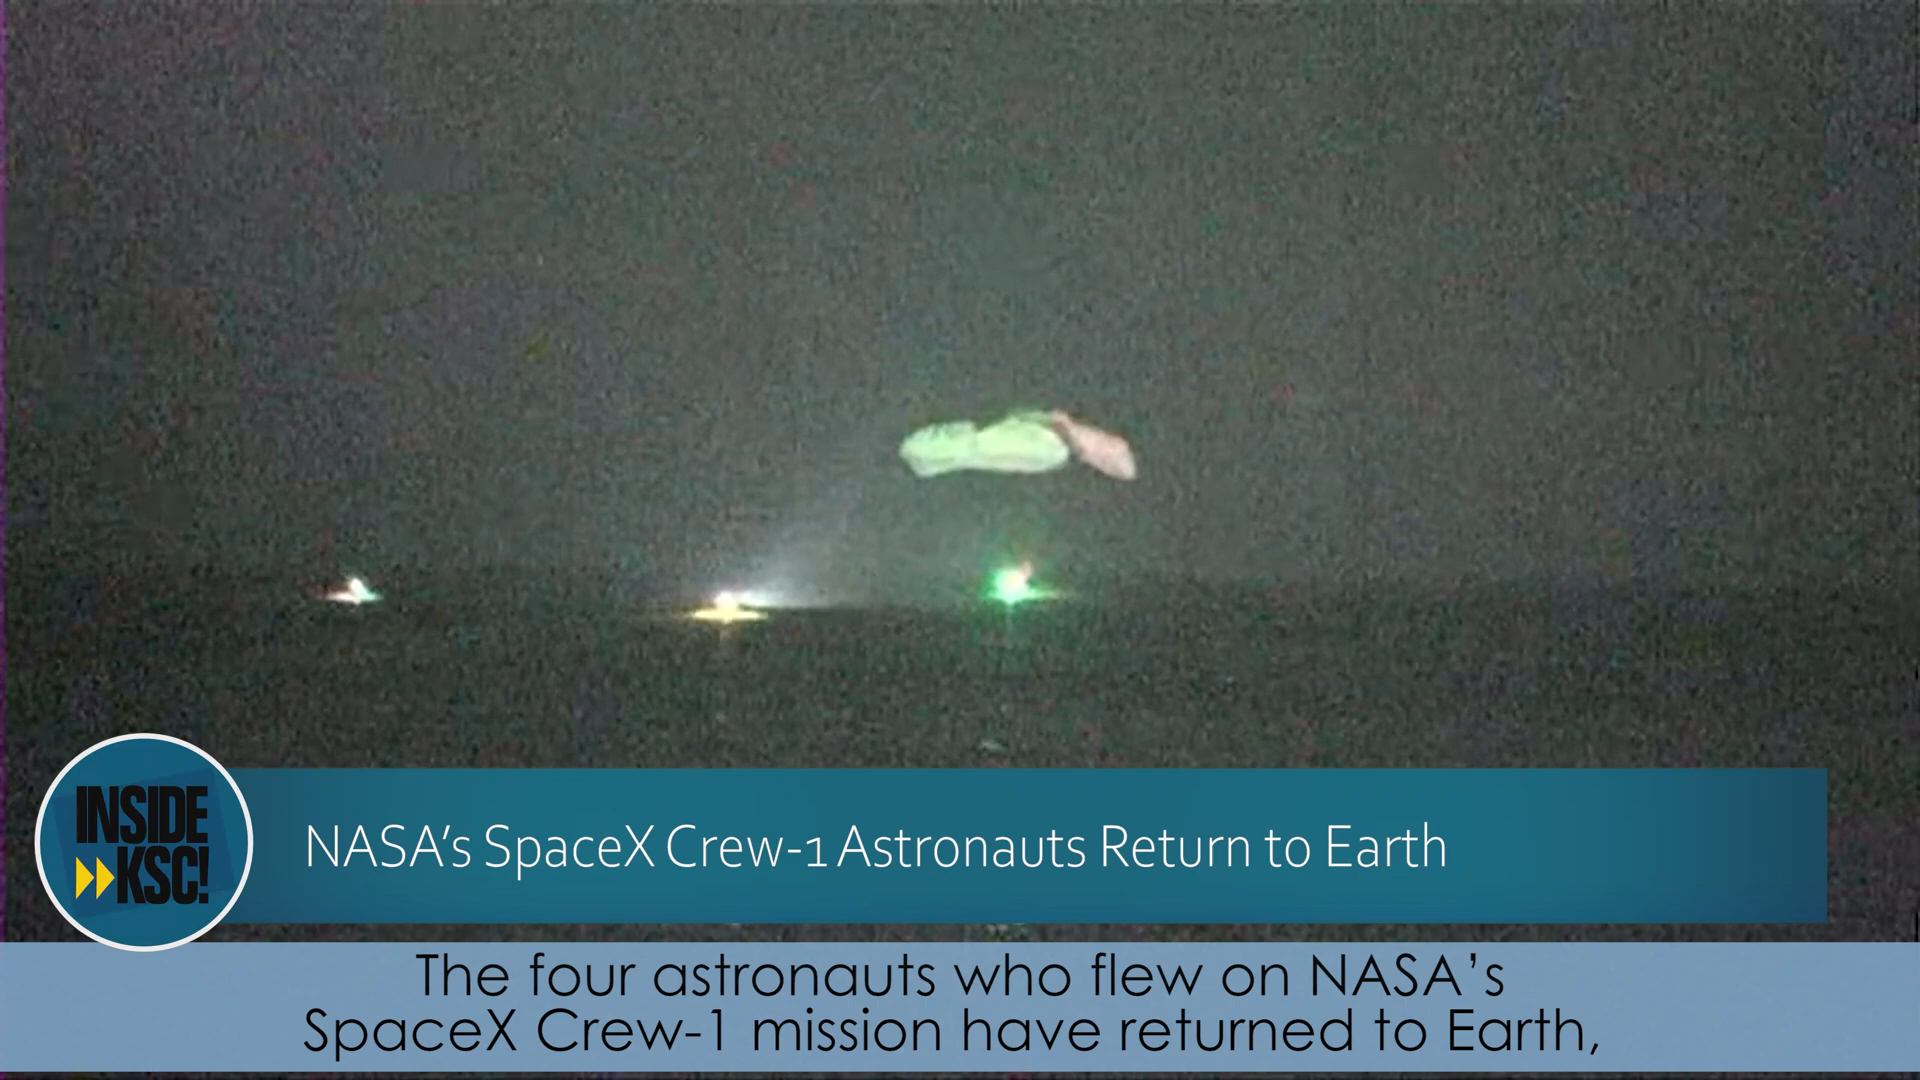 INSIDE
KSC!
NASA's SpaceX Crew-1 Astronauts Return to Earth
The four astronauts who flew on NASA's
SpaceX Crew-1 mission have returned to Earth,